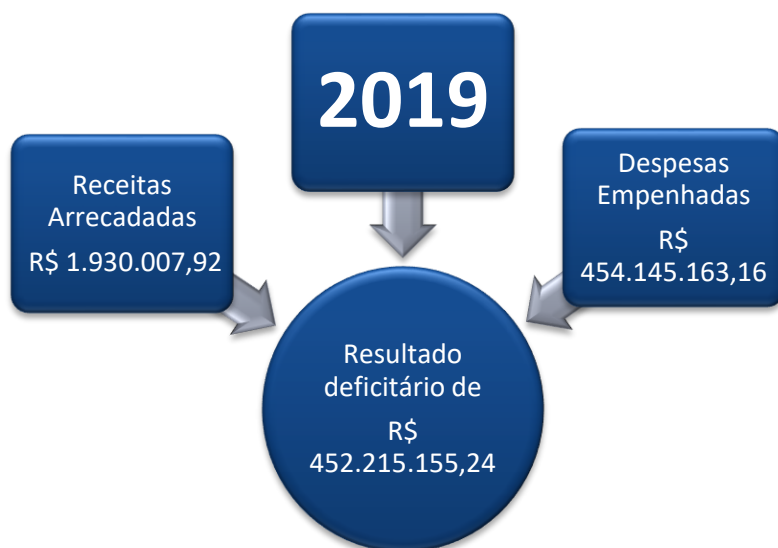 2019
Receitas
Arrecadadas
R$ 1.930.007,92
Despesas
Empenhadas
R$
454.145.163,16
Resultado
deficitário de
R$
452.215.155,24